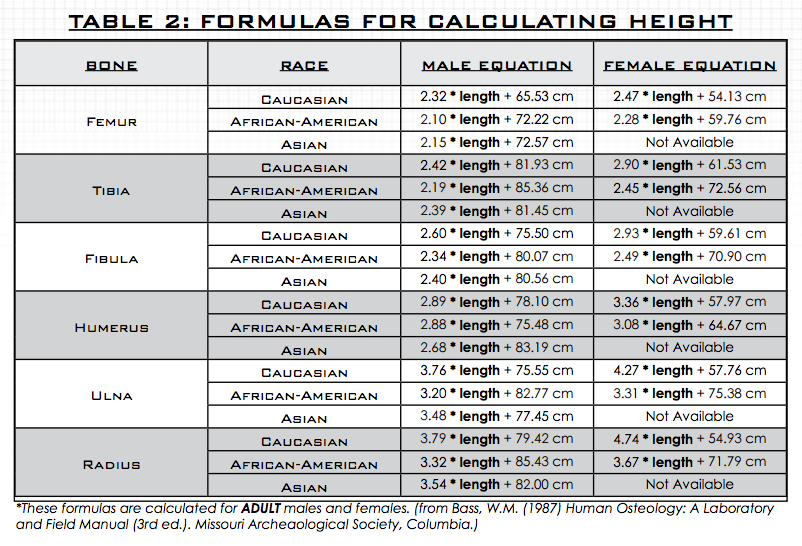 TABLE 2: FORMULAS FOR CALCULATING HEIGHT
BONE RACE MALE EQUATION FEMALE EQUATION
FEMUR CAUCASIAN 2.32 * length + 65.53 cm 2.47 * length + 54.13 cm
AFRICAN-AMERICAN 2.10 * length + 72.22 cm 2.28 * length + 59.76 cm
ASIAN 2.15 * length + 72.57 cm Not Available
TIBIA CAUCASIAN 2.42 * length + 81.93 cm 2.90 * length + 61.53 cm
AFRICAN-AMERICAN 2.19 * length + 85.36 cm 2.45 * length + 72.56 cm
ASIAN 2.39 * length + 81.45 cm Not Available
FIBULA CAUCASIAN 2.60 * length + 75.50 cm 2.93 * length + 59.61 cm
AFRICAN-AMERICAN 2.34 * length + 80.07 cm 2.49 * length + 70.90 cm
ASIAN 2.40 * length + 80.56 cm Not Available
HUMERUS CAUCASIAN 2.89 * length + 78.10 cm 3.36 * length + 57.97 cm
AFRICAN-AMERICAN 2.88 * length + 75.48 cm 3.08 * length + 64.67 cm
ASIAN 2.68 * length + 83.19 cm Not Available
ULNA CAUCASIAN 3.76 * length + 75.55 cm 4.27 * length + 57.76 cm
AFRICAN-AMERICAN 3.20 * length + 82.77 cm 3.31 * length + 75.38 cm
ASIAN 3.48 * length + 77.45 cm Not Available
RADIUS CAUCASIAN 3.79 * length + 79.42 cm 4.74 * length + 54.93 cm
AFRICAN-AMERICAN 3.32 * length + 85.43 cm 3.67 * length + 71.79 cm
ASIAN 3.54 * length + 82.00 cm Not Available
*These formulas are calculated for ADULT males and females. (from Bass, W.M. (1987) Human Osteology: A Laboratory
and Field Manual (3rd ed.). Missouri Archeaological Society, Columbia.)